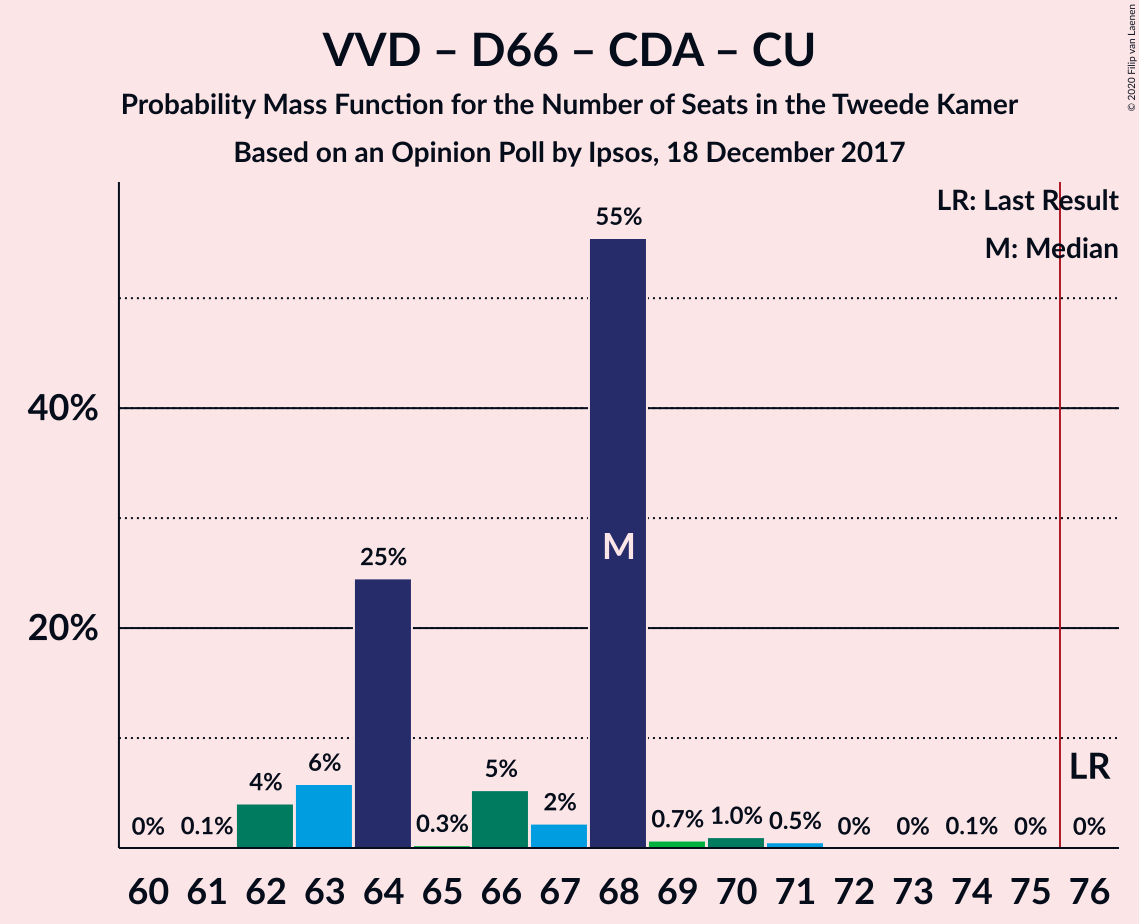 VVD – D66 – CDA – CU
Probability Mass Function for the Number of Seats in the Tweede Kamer
Based on an Opinion Poll by Ipsos, 18 December 2017
© 2020 Filip van Laenen
LR: Last Result
M: Median
40%
20%
0%
0.1%
4%
6%
25%
0.3%
5%
2%
55%
0.7%
1.0%
0.5%
0%
0%
0.1%
0%
0%
M
LR
60 61 62 63 64 65 66 67 68 69 70 71 72 73 74 75 76